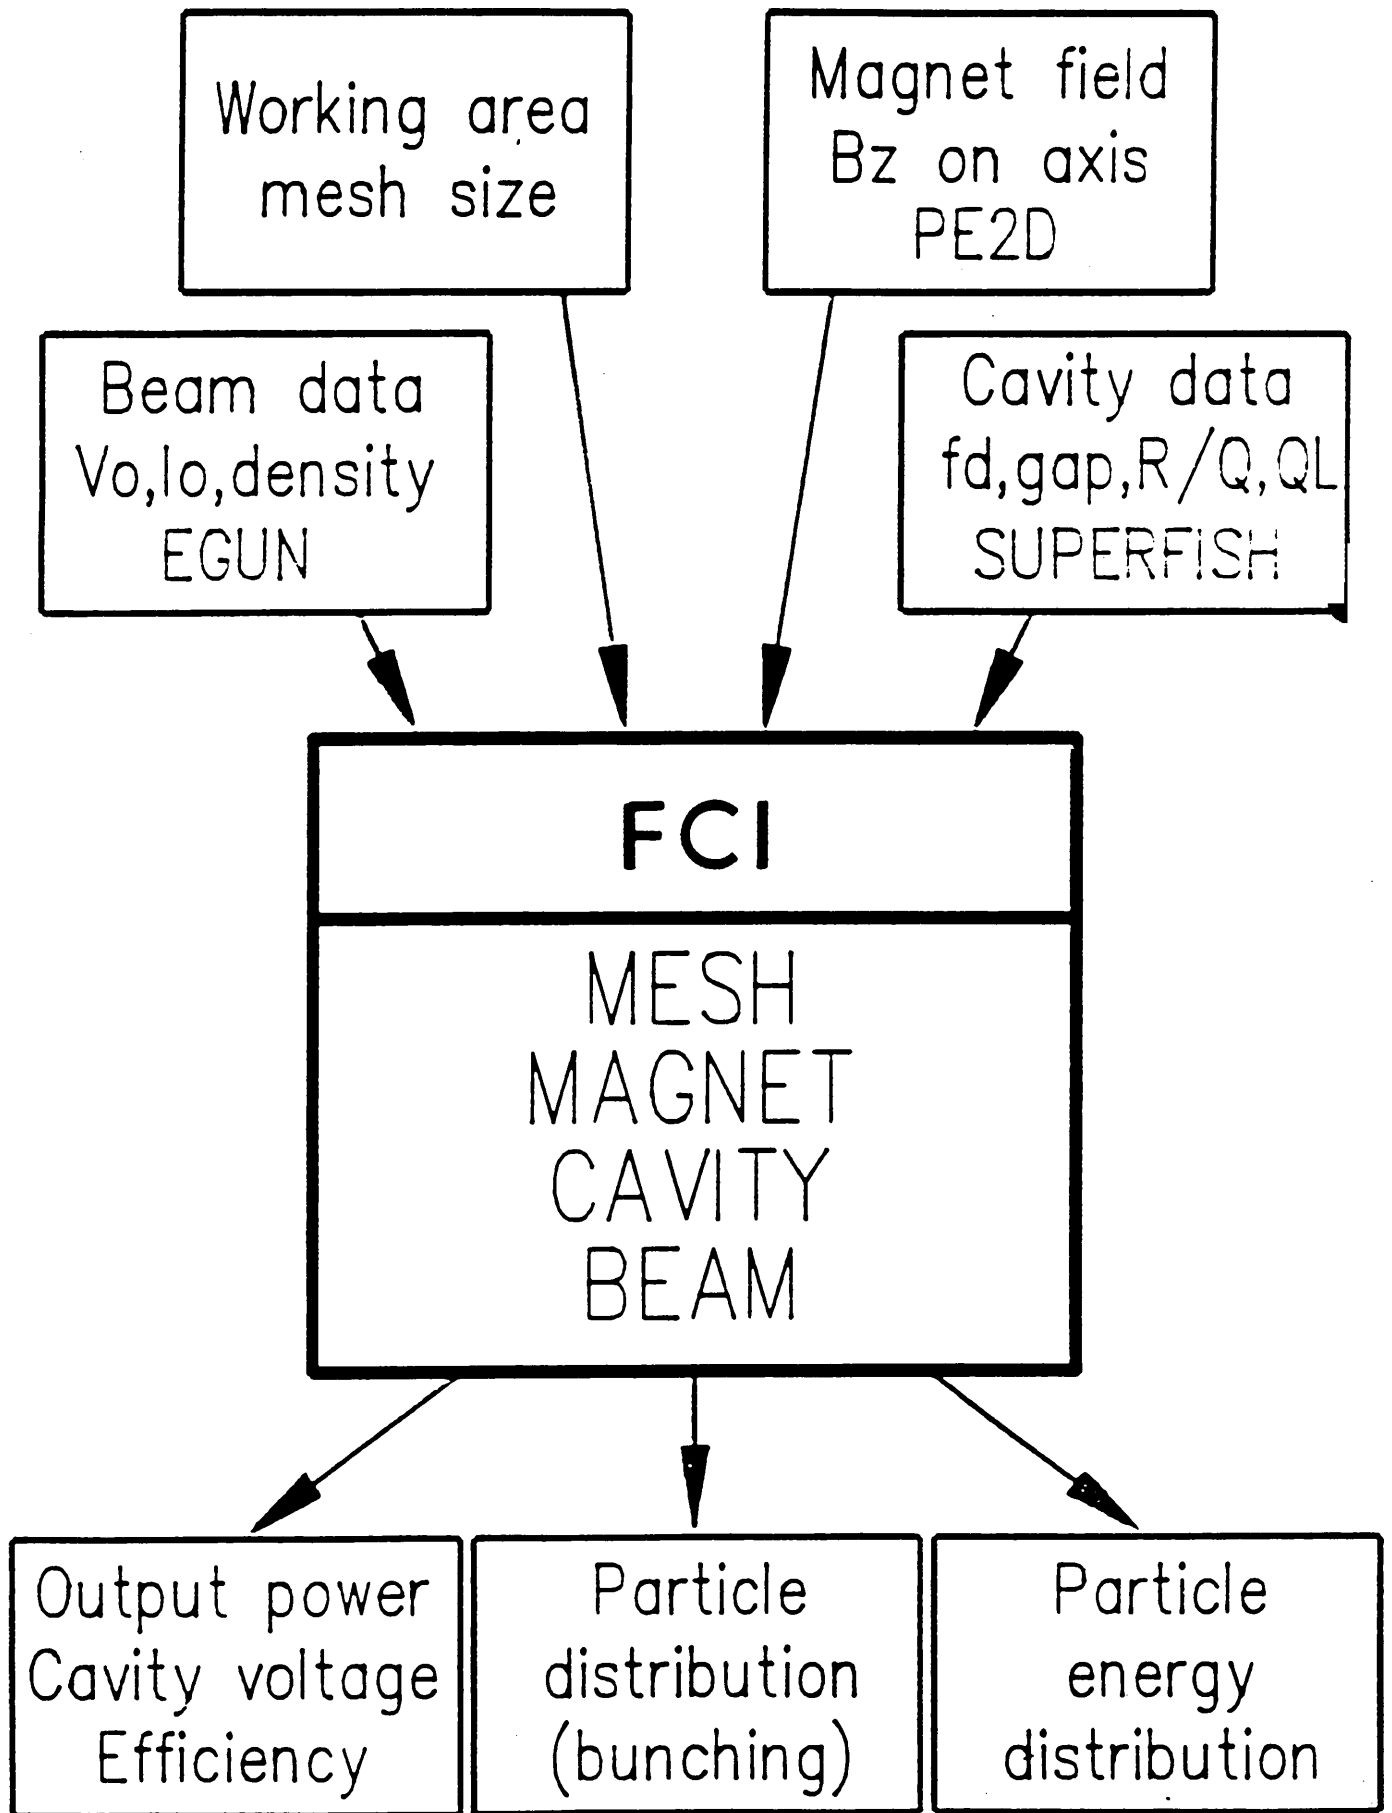 Working area
mesh size
Magnet field
Bz on axis
PE2D
Beam data
Vo,Io,density
EGUN
Cavity data
fd,gap,R/Q,QL
SUPERFISH
FCI
MESH
MAGNET
CAVITY
BEAM
Output power
Cavity voltage
Efficiency
Particle
distribution
(bunching)
Particle
energy
distribution